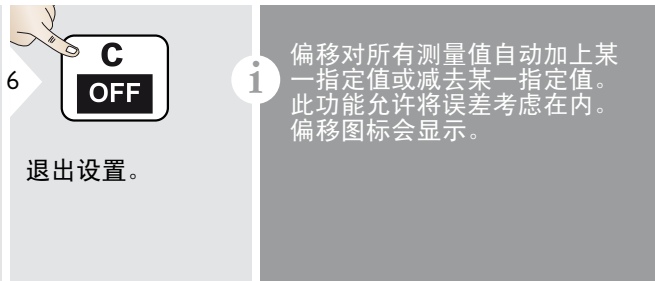 6
C
OFF
退出设置。
i
偏移对所有测量值自动加上某
一指定值或减去某一指定值。
此功能允许将误差考虑在内。
偏移图标会显示。